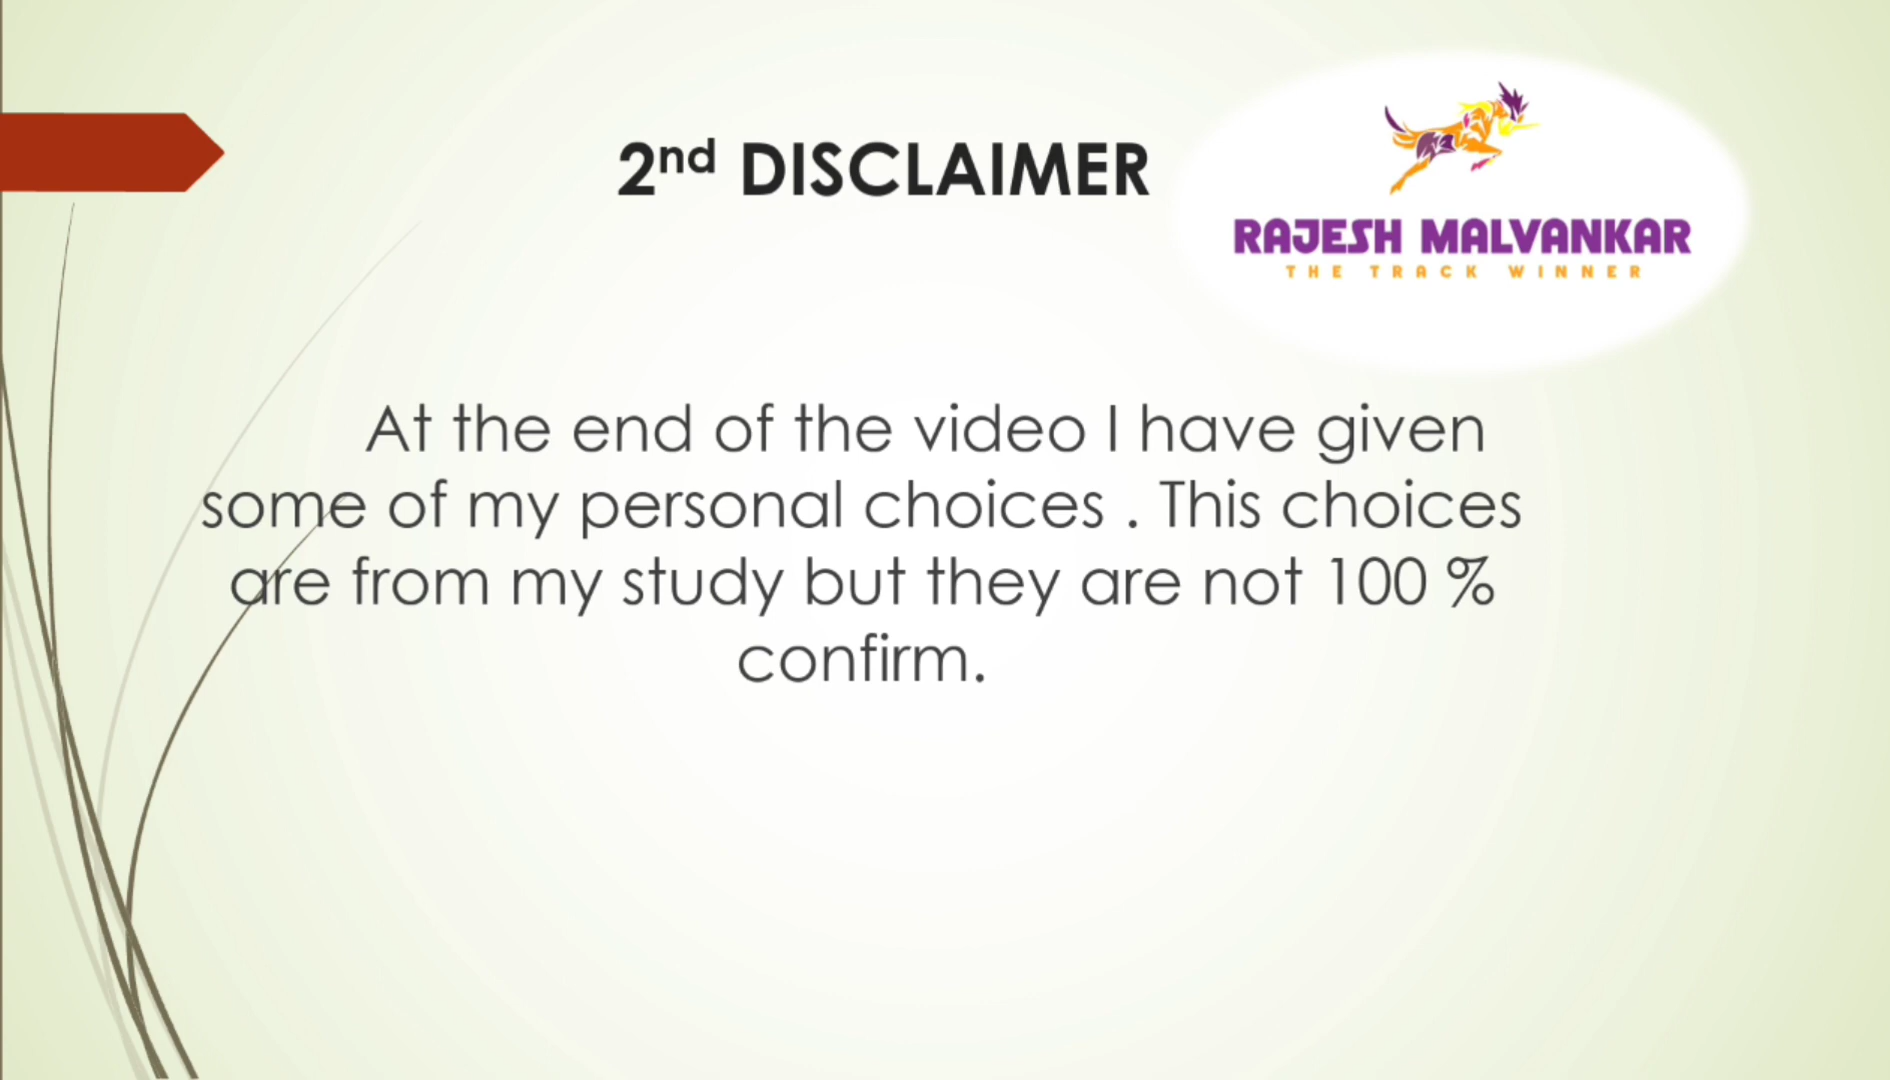 2nd DISCLAIMER
RAJESH MALVANKAR
THE TRACK WINNER
At the end of the video I have given
some of my personal choices . This choices
are from my study but they are not 100 %
confirm.